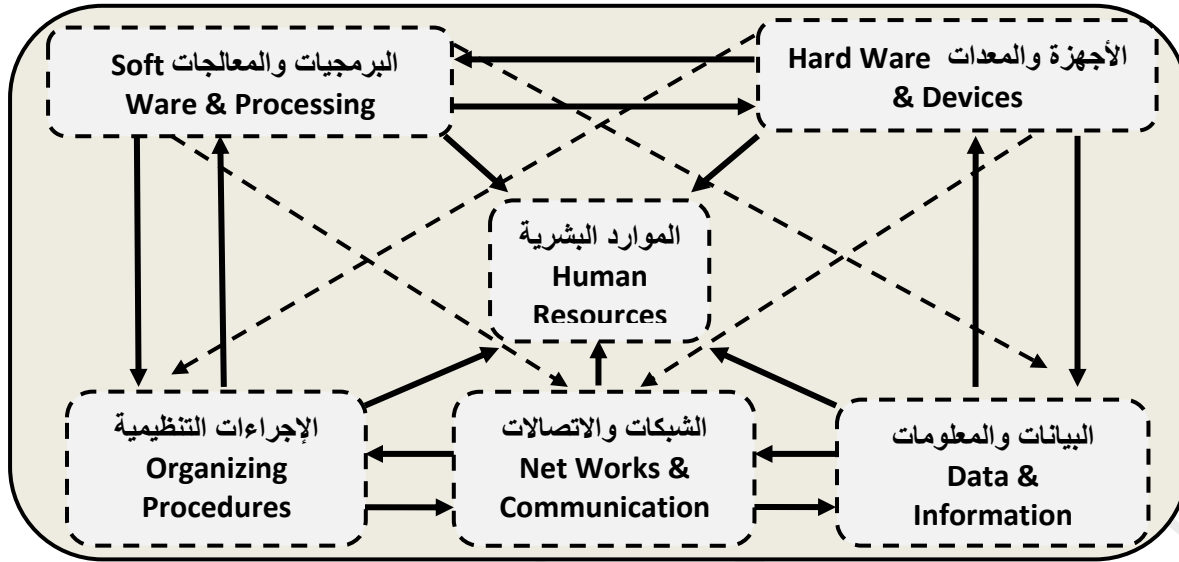 البرمجيات والمعالجات Soft
Ware & Processing
الأجهزة والمعدات Hard Ware
& Devices
الموارد البشرية
Human
Resources
الإجراءات التنظيمية
Organizing
Procedures
الشبكات والاتصالات
Net Works &
Communication
البيانات والمعلومات
Data &
Information